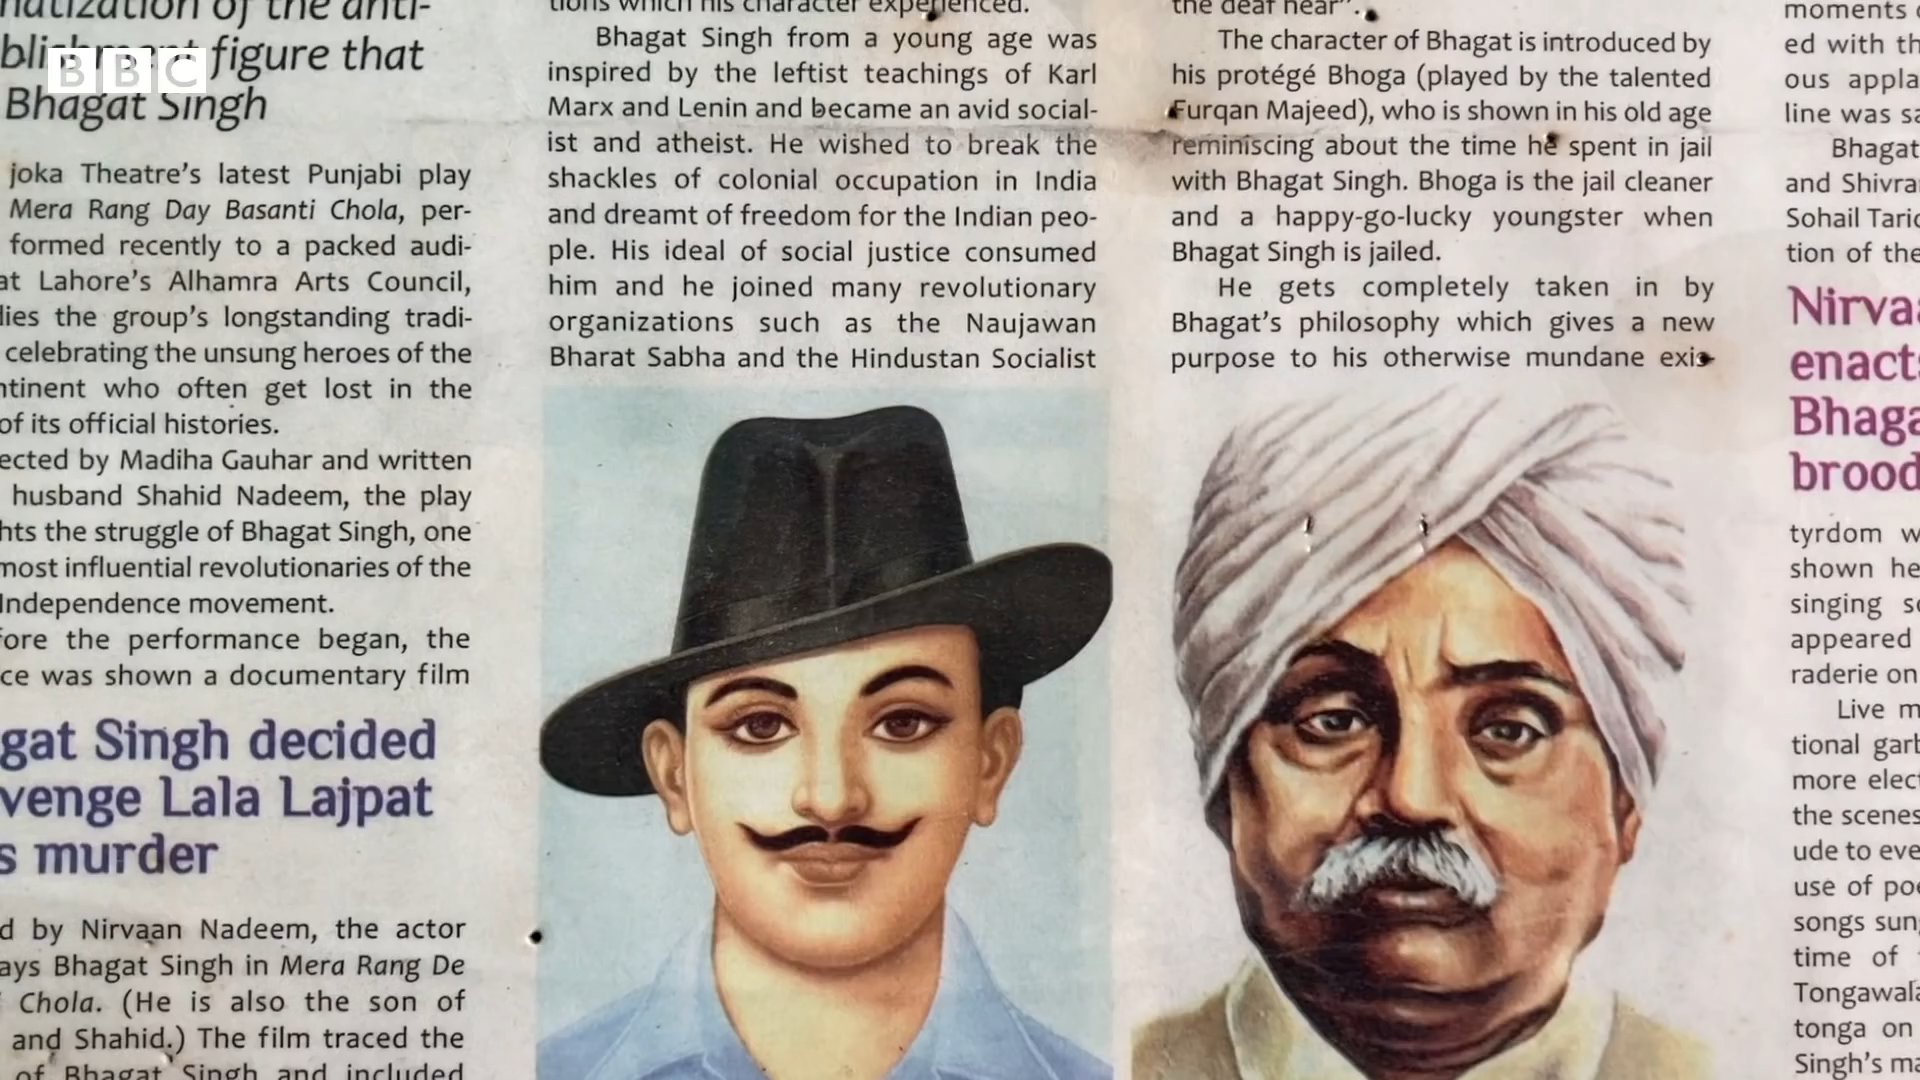 BBC
figure that
Bhagat Singh
joka Theatre's latest Punjabi play
Mera Rang Day Basanti Chola, per-
formed recently to a packed audi-
at Lahore's Alhamra Arts Council,
the group's longstanding tradi-
celebrating the unsung heroes of the
ntinent who often get lost in the
of its official histories.
ected by Madiha Gauhar and written
husband Shahid Nadeem, the play
hts the struggle of Bhagat Singh, one
most influential revolutionaries of the
Independence movement.
fore the performance began, the
ce was shown a documentary film
gat Singh decided
venge Lala Lajpat
s murder
d by Nirvaan Nadeem, the actor
ays Bhagat Singh in Mera Rang De
Chola. (He is also the son of
and Shahid.) The film traced the
of Bhagat Singh and included
tions which his character experienced.
Bhagat Singh from a young age was
inspired by the leftist teachings of Karl
Marx and Lenin and became an avid social-
ist and atheist. He wished to break the
shackles of colonial occupation in India
and dreamt of freedom for the Indian peo-
ple. His ideal of social justice consumed
him and he joined many revolutionary
organizations such as the Naujawan
Bharat Sabha and the Hindustan Socialist
the deaf hear".
The character of Bhagat is introduced by
his protégé Bhoga (played by the talented
Furqan Majeed), who is shown in his old age
reminiscing about the time he spent in jail
with Bhagat Singh. Bhoga is the jail cleaner
and a happy-go-lucky youngster when
Bhagat Singh is jailed.
He gets completely taken in by
Bhagat's philosophy which gives a new
purpose to his otherwise mundane exis-
moments
ed with th
ous appla
line was sa
Bhagat
and Shivra
Sohail Taric
tion of the
Nirvaa
enacts
Bhaga
brood
tyrdom w
shown he
singing so
appeared
raderie on
Live m
tional garb
more elect
the scenes
ude to eve
use of poe
songs sung
time of
Tongawala
tonga on
Singh's ma